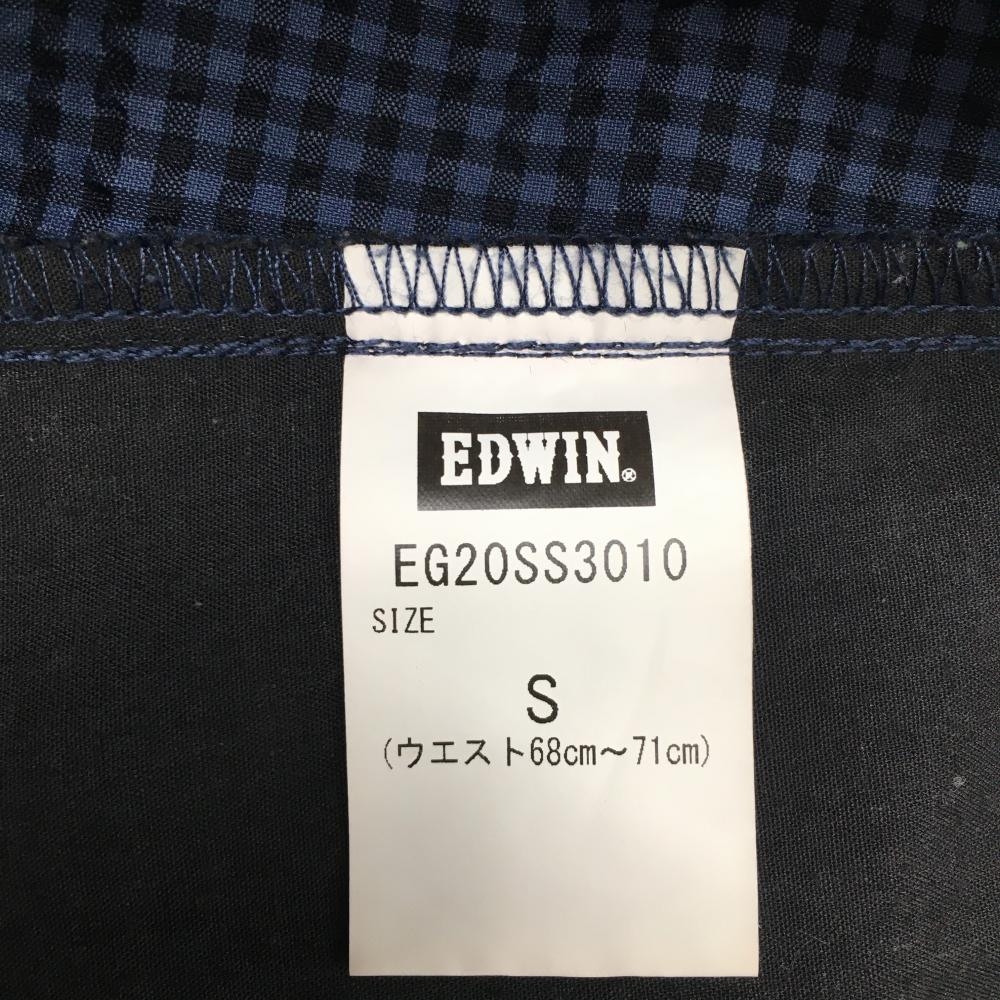 EDWIN®
EG20SS3010
SIZE
S
(ウエスト68cm～71cm)